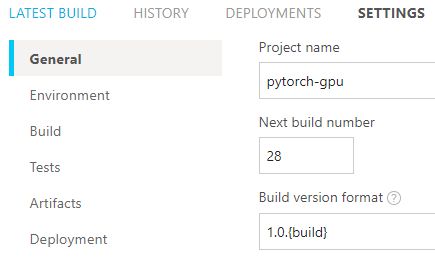 LATEST BUILD HISTORY DEPLOYMENTS SETTINGS
General
Environment
Build
Tests
Artifacts
Deployment
Project name
pytorch-gpu
Next build number
28
Build version format ?
1.0.{build}